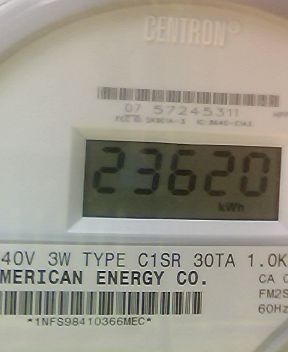 CENTRON®
07 57245311
23620
kWh
40V 3W TYPE C1SR 30TA 1.0K
MERICAN ENERGY CO.
CA
FM2S
60Hz
*1NFS98410366MEC*